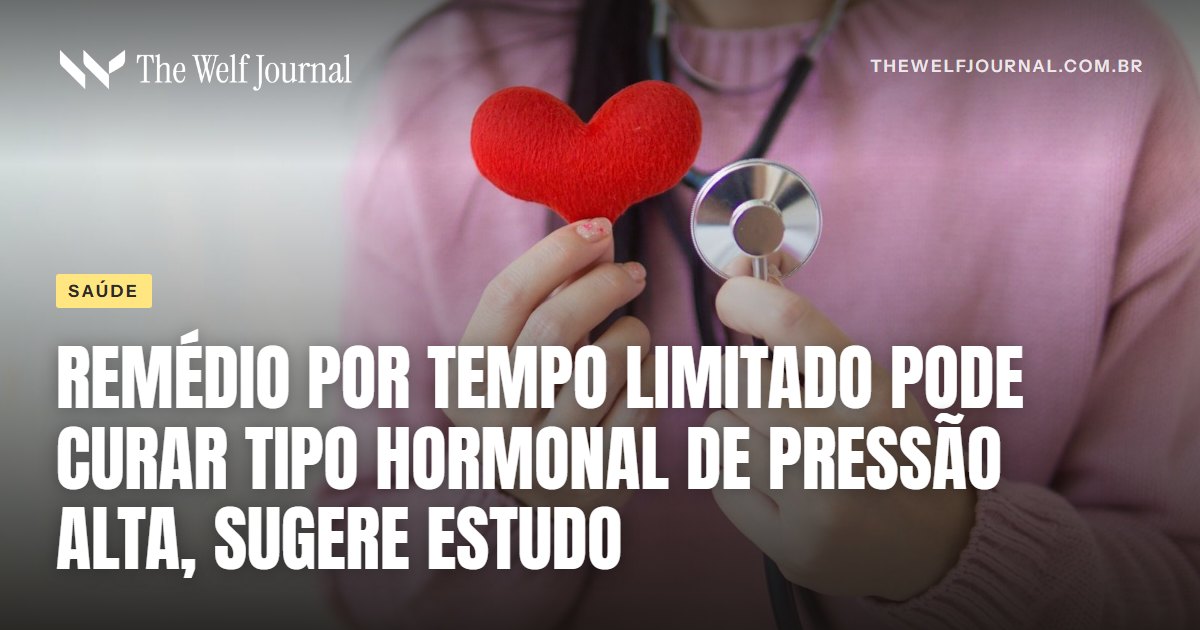 The Welf Journal
THEWELFJOURNAL.COM.BR
SAÚDE
REMÉDIO POR TEMPO LIMITADO PODE
CURAR TIPO HORMONAL DE PRESSÃO
ALTA, SUGERE ESTUDO